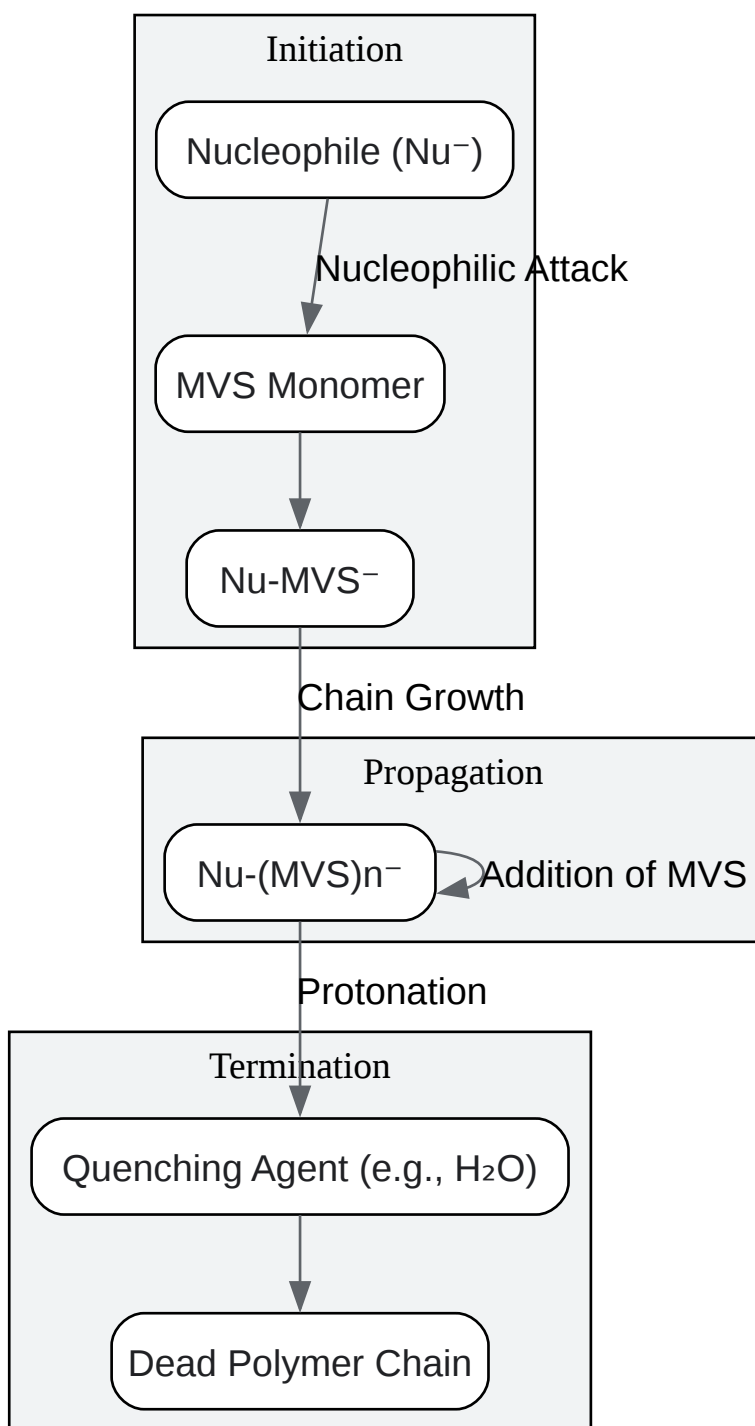 Initiation
Nucleophile (Nu⁻)
Nucleophilic Attack
MVS Monomer
Nu-MVS⁻
Chain Growth
Propagation
Nu-(MVS)n⁻
Addition of MVS
Protonation
Termination
Quenching Agent (e.g., H₂O)
Dead Polymer Chain